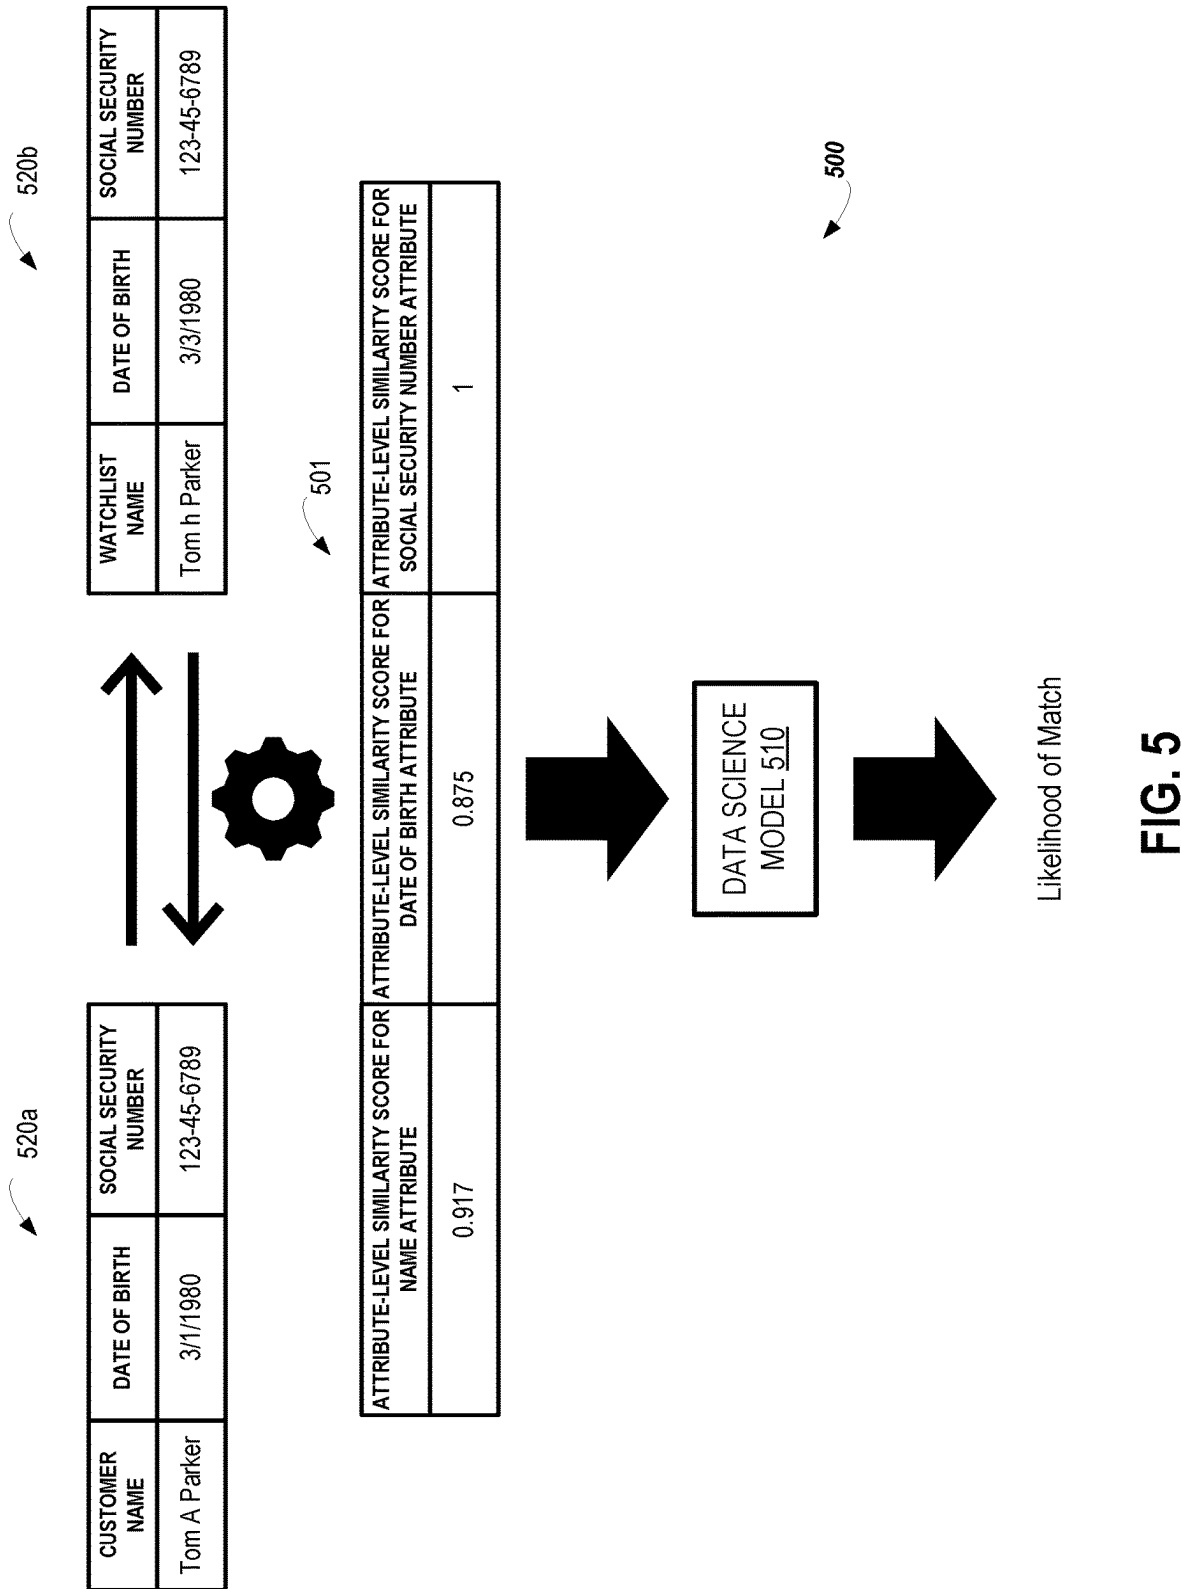 520a
520b
CUSTOMER
NAME
DATE OF BIRTH
SOCIAL SECURITY
NUMBER
Tom A Parker
3/1/1980
123-45-6789
WATCHLIST
NAME
DATE OF BIRTH
SOCIAL SECURITY
NUMBER
Tom h Parker
3/3/1980
123-45-6789
501
ATTRIBUTE-LEVEL SIMILARITY SCORE FOR
NAME ATTRIBUTE
ATTRIBUTE-LEVEL SIMILARITY SCORE FOR
DATE OF BIRTH ATTRIBUTE
ATTRIBUTE-LEVEL SIMILARITY SCORE FOR
SOCIAL SECURITY NUMBER ATTRIBUTE
0.917
0.875
1
DATA SCIENCE
MODEL 510
500
Likelihood of Match
FIG. 5